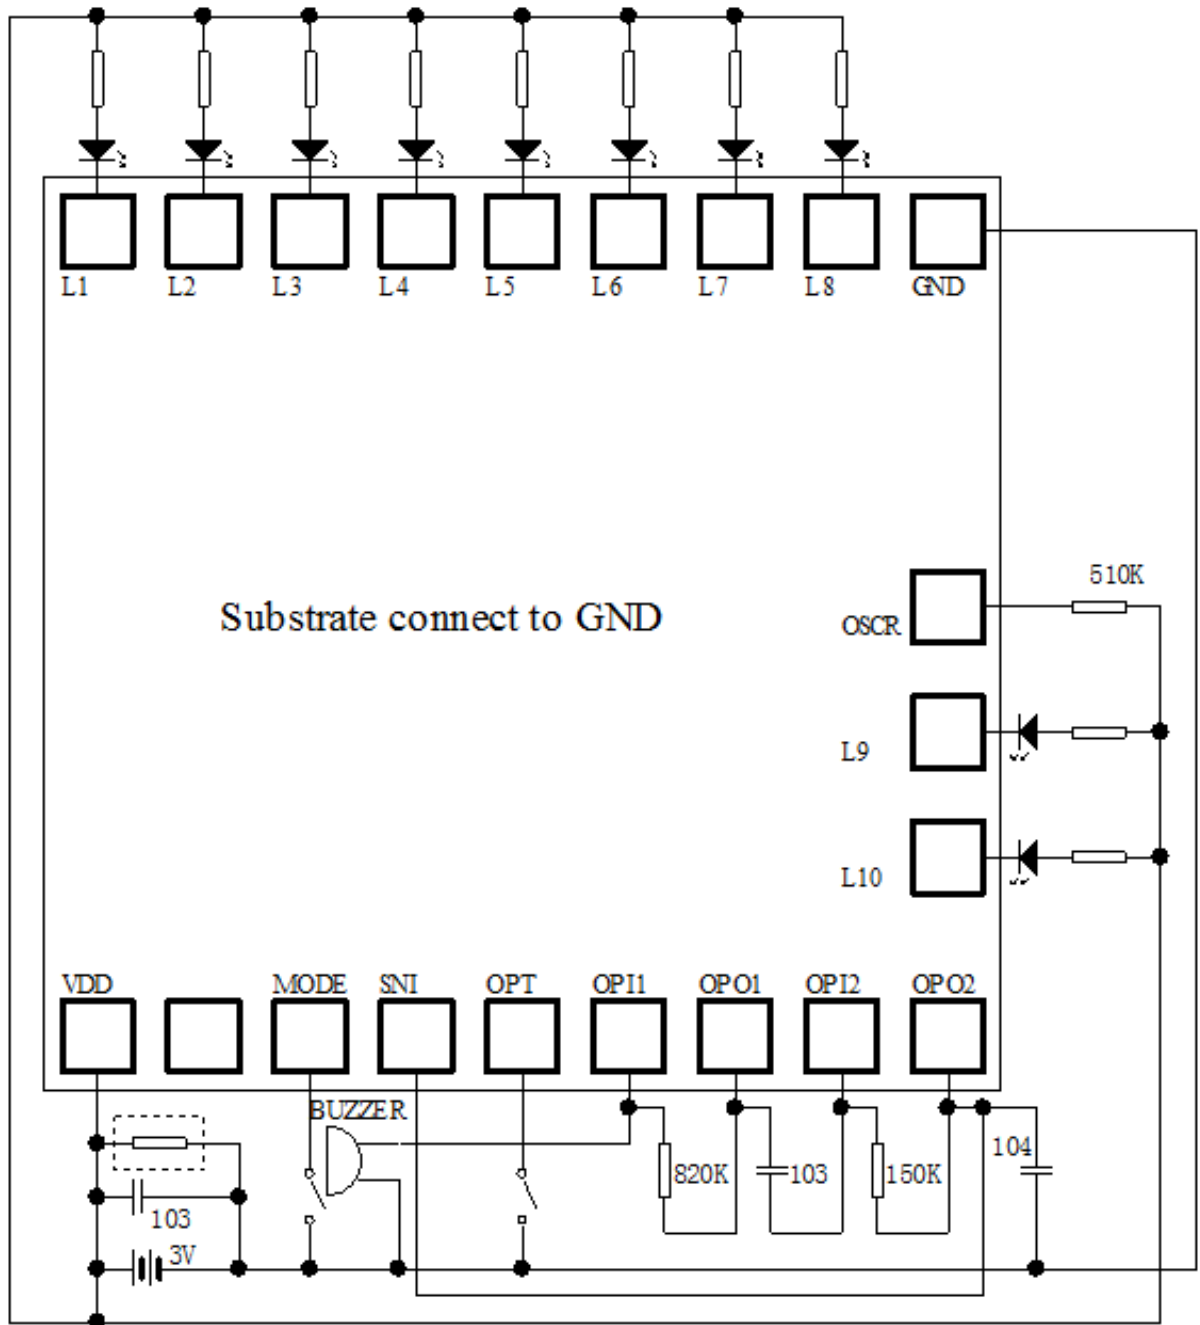 L1 L2 L3 L4 L5 L6 L7 L8 GND
510K
Substrate connect to GND
OSCR
L9
L10
VDD MODE SNI OPT OPI1 OPO1 OPI2 OPO2
BUZZER
820K 103 150K 104
103
3V